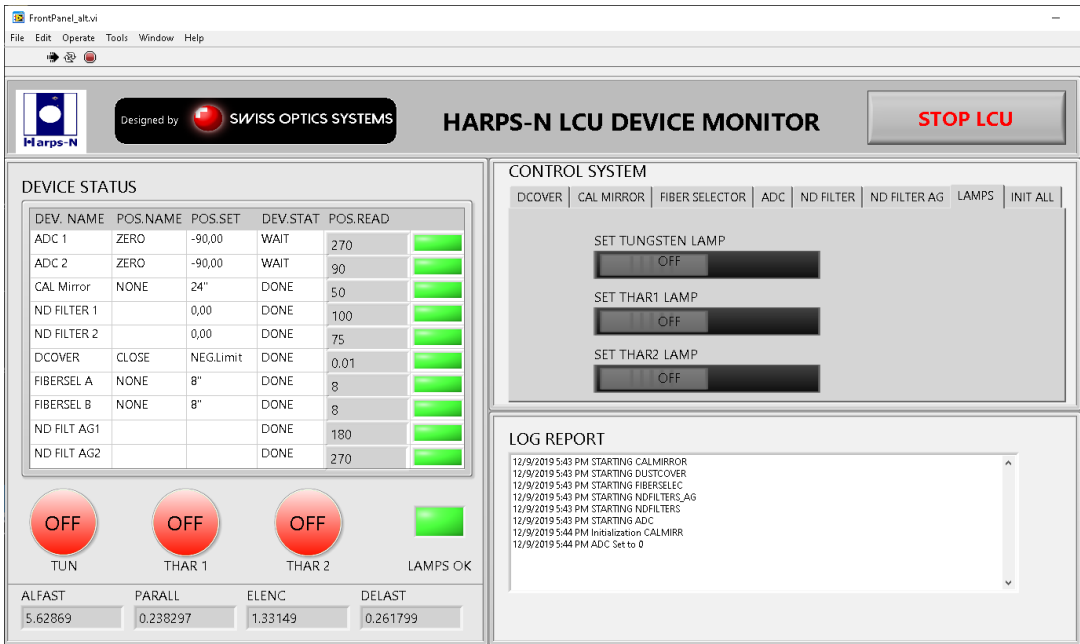 FrontPanel_alt.vi
File Edit Operate Tools Window Help
Harps-N
Designed by SWISS OPTICS SYSTEMS
HARPS-N LCU DEVICE MONITOR
STOP LCU
DEVICE STATUS
DEV. NAME POS.NAME POS.SET DEV.STAT POS.READ
ADC 1 ZERO -90,00 WAIT 270
ADC 2 ZERO -90,00 WAIT 90
CAL Mirror NONE 24" DONE 50
ND FILTER 1 0,00 DONE 100
ND FILTER 2 0,00 DONE 75
DCOVER CLOSE NEG.Limit DONE 0.01
FIBERSEL A NONE 8" DONE 8
FIBERSEL B NONE 8" DONE 8
ND FILT AG1 DONE 180
ND FILT AG2 DONE 270
OFF OFF OFF
TUN THAR 1 THAR 2 LAMPS OK
ALFAST PARALL ELENC DELAST
5.62869 0.238297 1.33149 0.261799
CONTROL SYSTEM
DCOVER CAL MIRROR FIBER SELECTOR ADC ND FILTER ND FILTER AG LAMPS INIT ALL
SET TUNGSTEN LAMP
OFF
SET THAR1 LAMP
OFF
SET THAR2 LAMP
OFF
LOG REPORT
12/9/2019 5:43 PM STARTING CALMIRROR
12/9/2019 5:43 PM STARTING DUSTCOVER
12/9/2019 5:43 PM STARTING FIBERSELEC
12/9/2019 5:43 PM STARTING NDFILTERS_AG
12/9/2019 5:43 PM STARTING NDFILTERS
12/9/2019 5:43 PM STARTING ADC
12/9/2019 5:44 PM Initialization CALMIRR
12/9/2019 5:44 PM ADC Set to 0